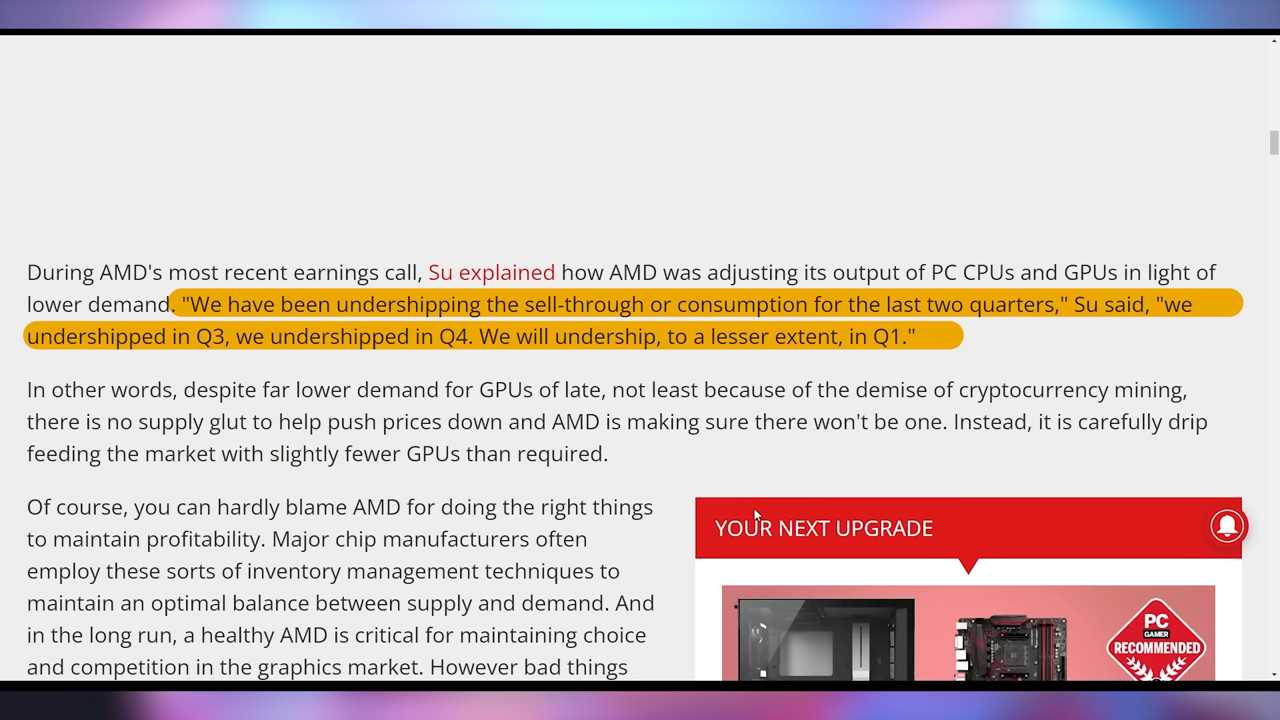 During AMD's most recent earnings call, Su explained how AMD was adjusting its output of PC CPUs and GPUs in light of
lower demand. "We have been undershipping the sell-through or consumption for the last two quarters," Su said, "we
undershipped in Q3, we undershipped in Q4. We will undership, to a lesser extent, in Q1."
In other words, despite far lower demand for GPUs of late, not least because of the demise of cryptocurrency mining,
there is no supply glut to help push prices down and AMD is making sure there won't be one. Instead, it is carefully drip
feeding the market with slightly fewer GPUs than required.
Of course, you can hardly blame AMD for doing the right things
to maintain profitability. Major chip manufacturers often
employ these sorts of inventory management techniques to
maintain an optimal balance between supply and demand. And
in the long run, a healthy AMD is critical for maintaining choice
and competition in the graphics market. However bad things
YOUR NEXT UPGRADE
PC
GAMER
RECOMMENDED